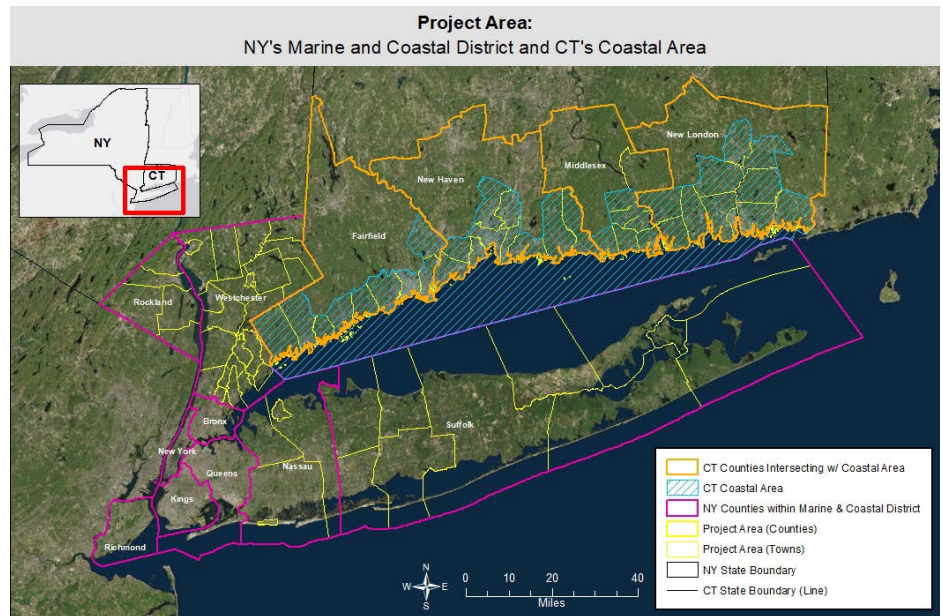 Project Area:
NY's Marine and Coastal District and CT's Coastal Area
NY
CT
New London
Middlesex
New Haven
Fairfield
Rockland
Westchester
Suffolk
Bronx
New York
Queens
Nassau
Kings
Richmond
CT Counties Intersecting w/ Coastal Area
CT Coastal Area
NY Counties within Marine & Coastal District
Project Area (Counties)
Project Area (Towns)
NY State Boundary
CT State Boundary (Line)
N
W E
S
0 10 20 40
Miles